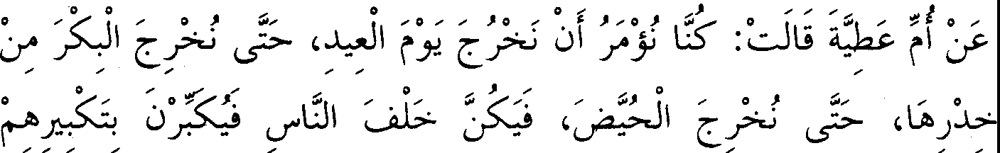 عَنْ أُمِّ عَطِيَّةَ قَالَتْ: كُنَّا نُؤْمَرُ أَنْ نَخْرُجَ يَوْمَ الْعِيدِ، حَتَّى نُخْرِجَ الْبِكْرَ مِنْ
خِدْرِهَا، حَتَّى نُخْرِجَ الْحُيَّضَ، فَيَكُنَّ خَلْفَ النَّاسِ فَيُكَبِّرْنَ بِتَكْبِيرِهِمْ